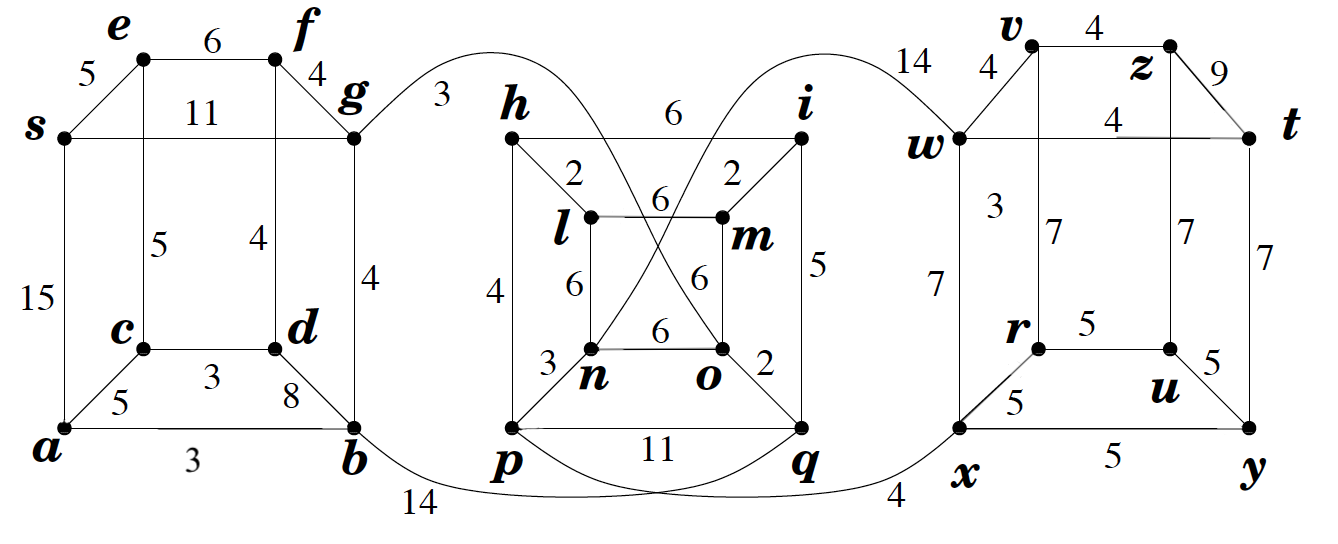 e 6 f v 4 z
5 4 4 9
s 11 g 3 h 6 i 14 w 4 t
2 2
l 6 m
15 5 4 4 4 6 6 5 7 3 7 7 7
c 3 d n 6 o r 5 u
5 8 3 2 5 5
a 3 b p 11 q x 5 y
14 4